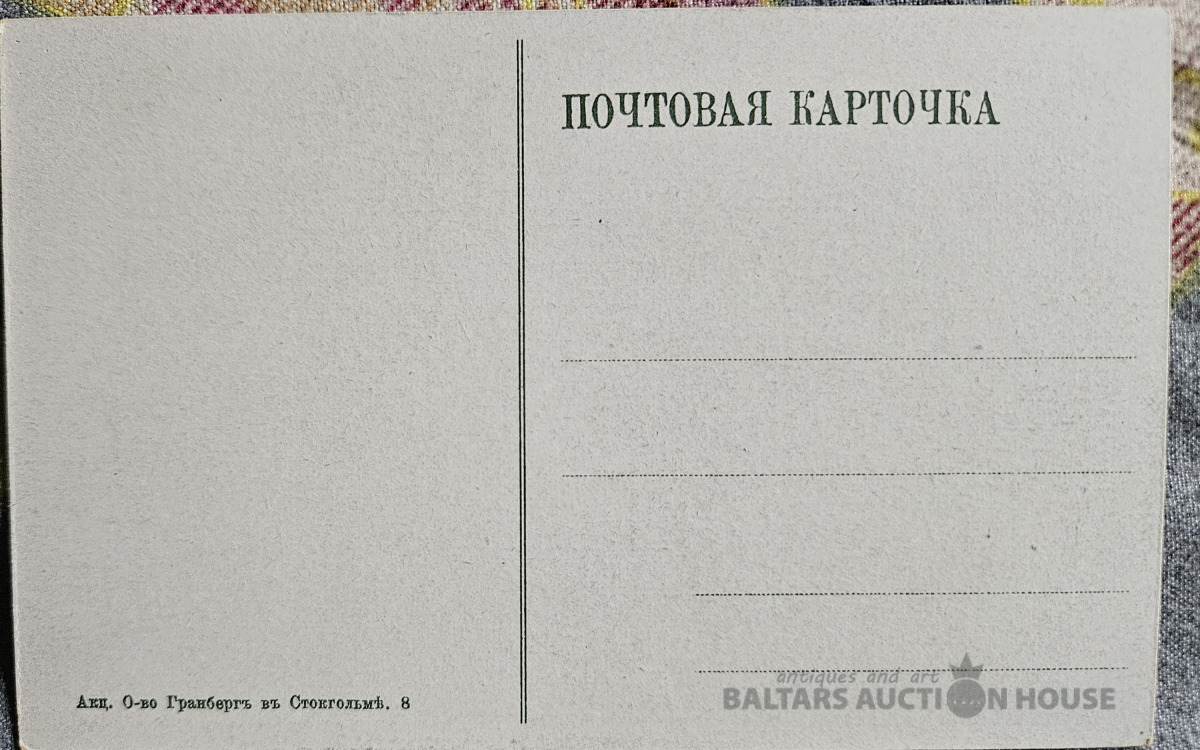 ПОЧТОВАЯ КАРТОЧКА
Акц. О-во Гранбергъ въ Стокгольмѣ. 8
antiques and art
BALTARS AUCTION HOUSE